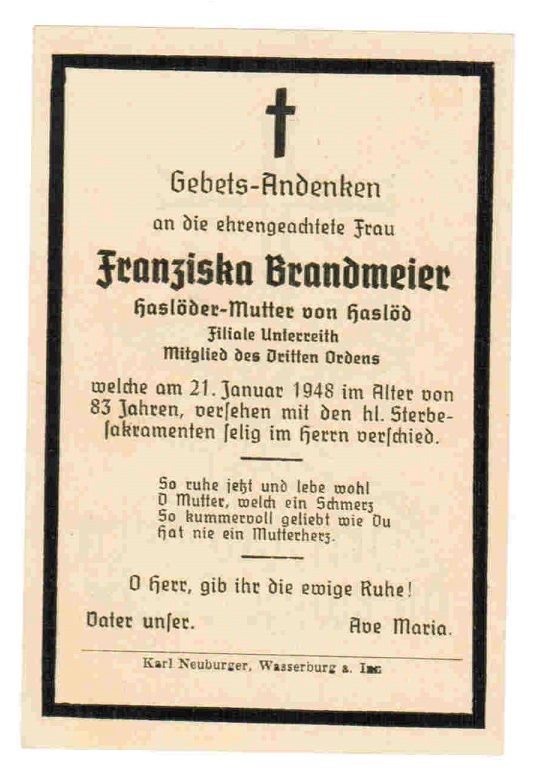 Gebets-Andenken
an die ehrengeachtete Frau
Franziska Brandmeier
Haslöder-Mutter von Haslöd
Filiale Unterreith
Mitglied des Dritten Ordens
welche am 21. Januar 1948 im Alter von
83 Jahren, versehen mit den hl. Sterbe-
sakramenten selig im Herrn verschied.
So ruhe jetzt und lebe wohl
O Mutter, welch ein Schmerz
So kummervoll geliebt wie Du
Hat nie ein Mutterherz.
O Herr, gib ihr die ewige Ruhe!
Vater unser. Ave Maria.
Karl Neuburger, Wasserburg a. Inn